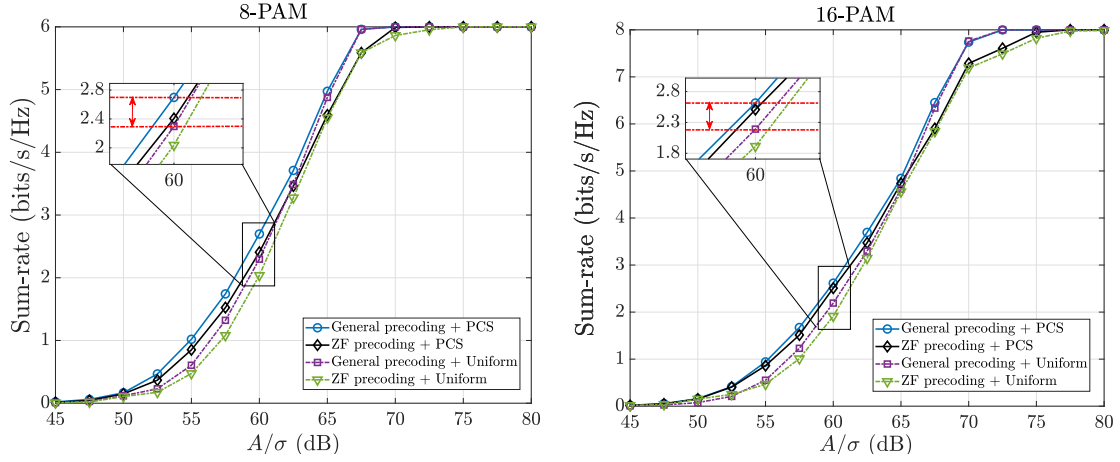 8-PAM
Sum-rate (bits/s/Hz)
6
5
4
3
2
1
0
2.8
2.4
2
60
General precoding + PCS
ZF precoding + PCS
General precoding + Uniform
ZF precoding + Uniform
45 50 55 60 65 70 75 80
A/σ (dB)
16-PAM
Sum-rate (bits/s/Hz)
8
7
6
5
4
3
2
1
0
2.8
2.3
1.8
60
General precoding + PCS
ZF precoding + PCS
General precoding + Uniform
ZF precoding + Uniform
45 50 55 60 65 70 75 80
A/σ (dB)